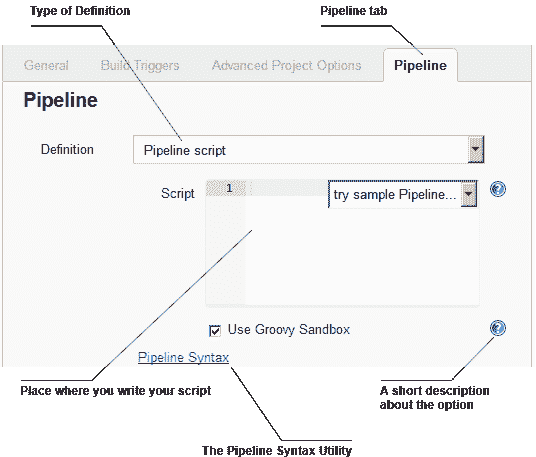 Type of Definition
Pipeline tab
General
Build Triggers
Advanced Project Options
Pipeline
Pipeline
Definition
Pipeline script
Script
1
try sample Pipeline...
?
Use Groovy Sandbox
?
Pipeline Syntax
Place where you write your script
A short description
about the option
The Pipeline Syntax Utility